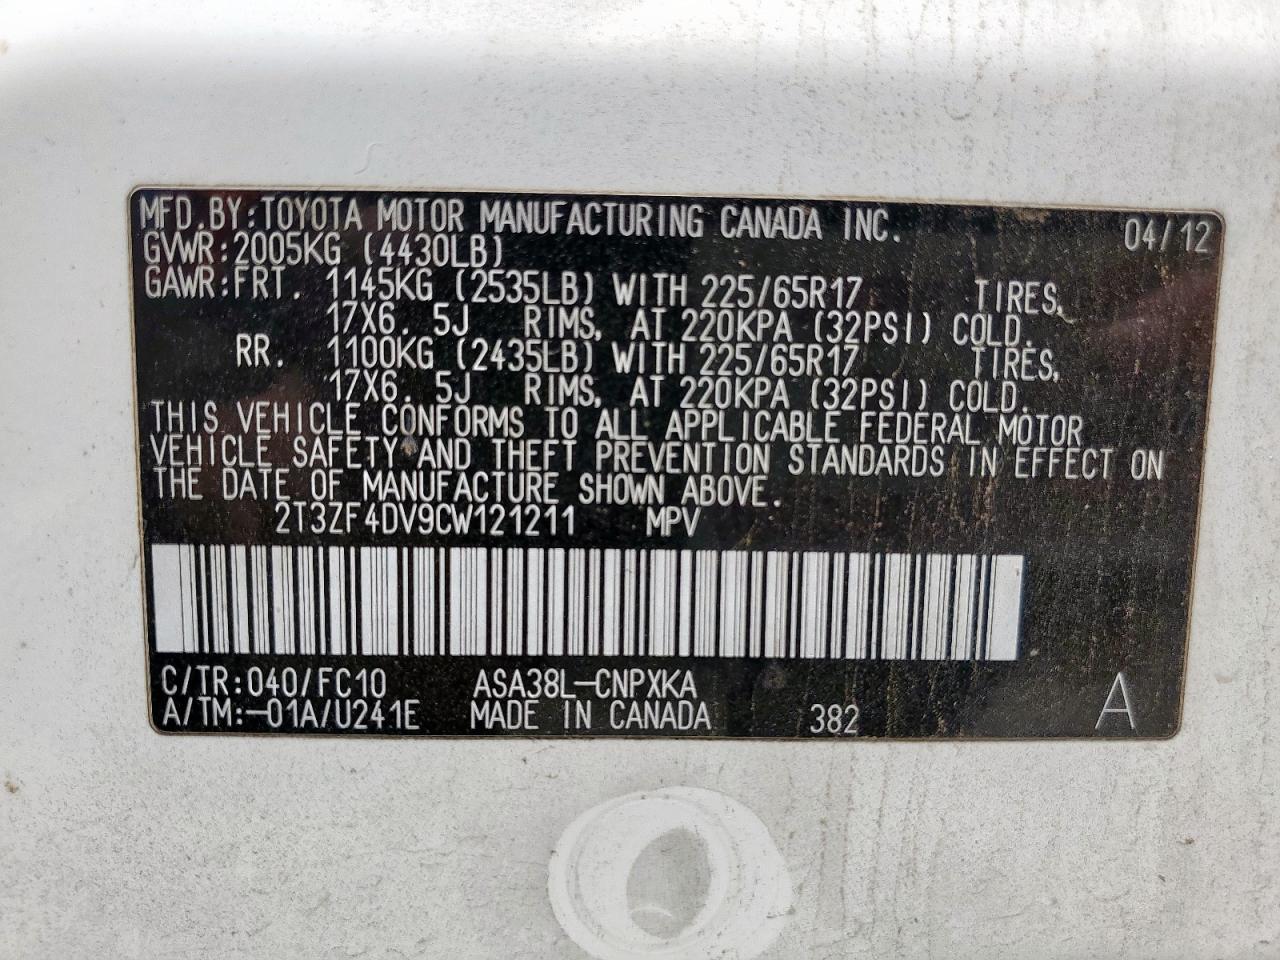 MFD.BY:TOYOTA MOTOR MANUFACTURING CANADA INC. 04/12
GVWR:2005KG (4430LB)
GAWR:FRT. 1145KG (2535LB) WITH 225/65R17 TIRES,
17X6. 5J RIMS, AT 220KPA (32PSI) COLD.
RR. 1100KG (2435LB) WITH 225/65R17 TIRES,
17X6. 5J RIMS, AT 220KPA (32PSI) COLD.
THIS VEHICLE CONFORMS TO ALL APPLICABLE FEDERAL MOTOR
VEHICLE SAFETY AND THEFT PREVENTION STANDARDS IN EFFECT ON
THE DATE OF MANUFACTURE SHOWN ABOVE.
2T3ZF4DV9CW121211 MPV
C/TR:040/FC10 ASA38L-CNPXKA
A/TM:-01A/U241E MADE IN CANADA 382 A